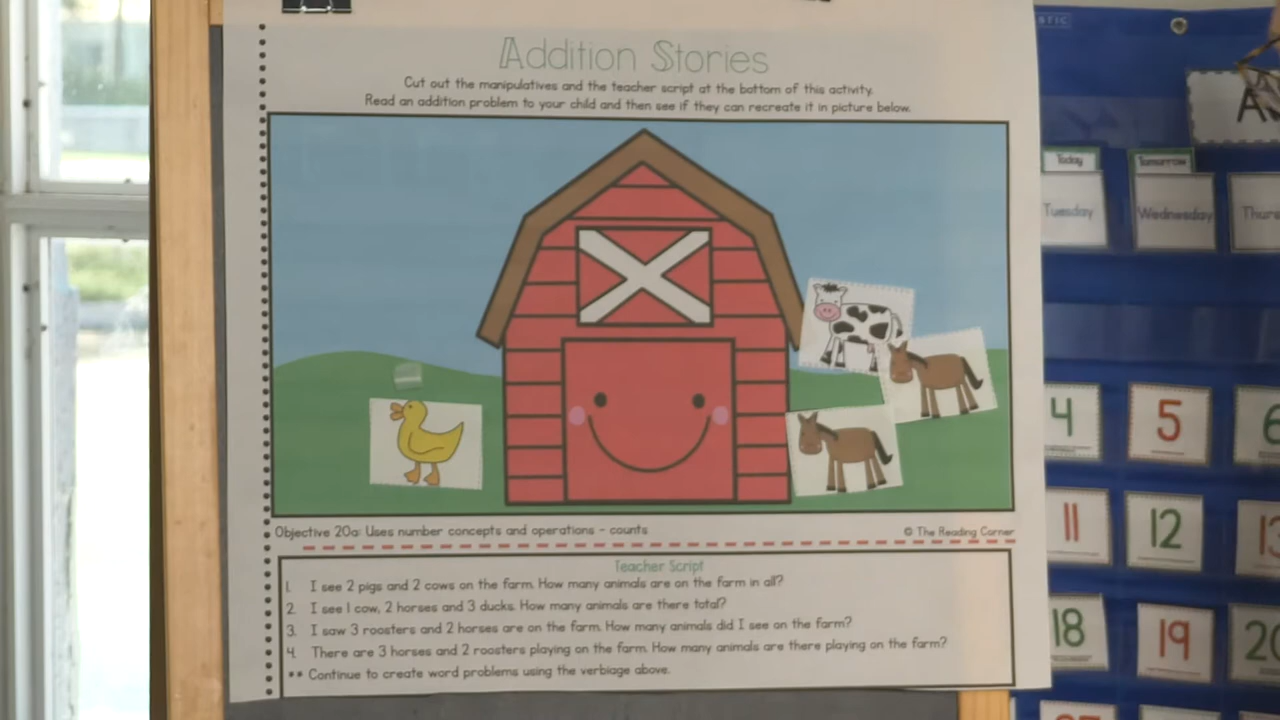 Addition Stories
Cut out the manipulatives and the teacher script at the bottom of this activity.
Read an addition problem to your child and then see if they can recreate it in picture below.
Objective 20a: Uses number concepts and operations - counts
© The Reading Corner
Teacher Script
1. I see 2 pigs and 2 cows on the farm. How many animals are on the farm in all?
2. I see 1 cow, 2 horses and 3 ducks. How many animals are there total?
3. I saw 3 roosters and 2 horses are on the farm. How many animals did I see on the farm?
4. There are 3 horses and 2 roosters playing on the farm. How many animals are there playing on the farm?
** Continue to create word problems using the verbiage above.
Today
Tomorrow
Tuesday
Wednesday
Thurs
4
5
6
11
12
13
18
19
20